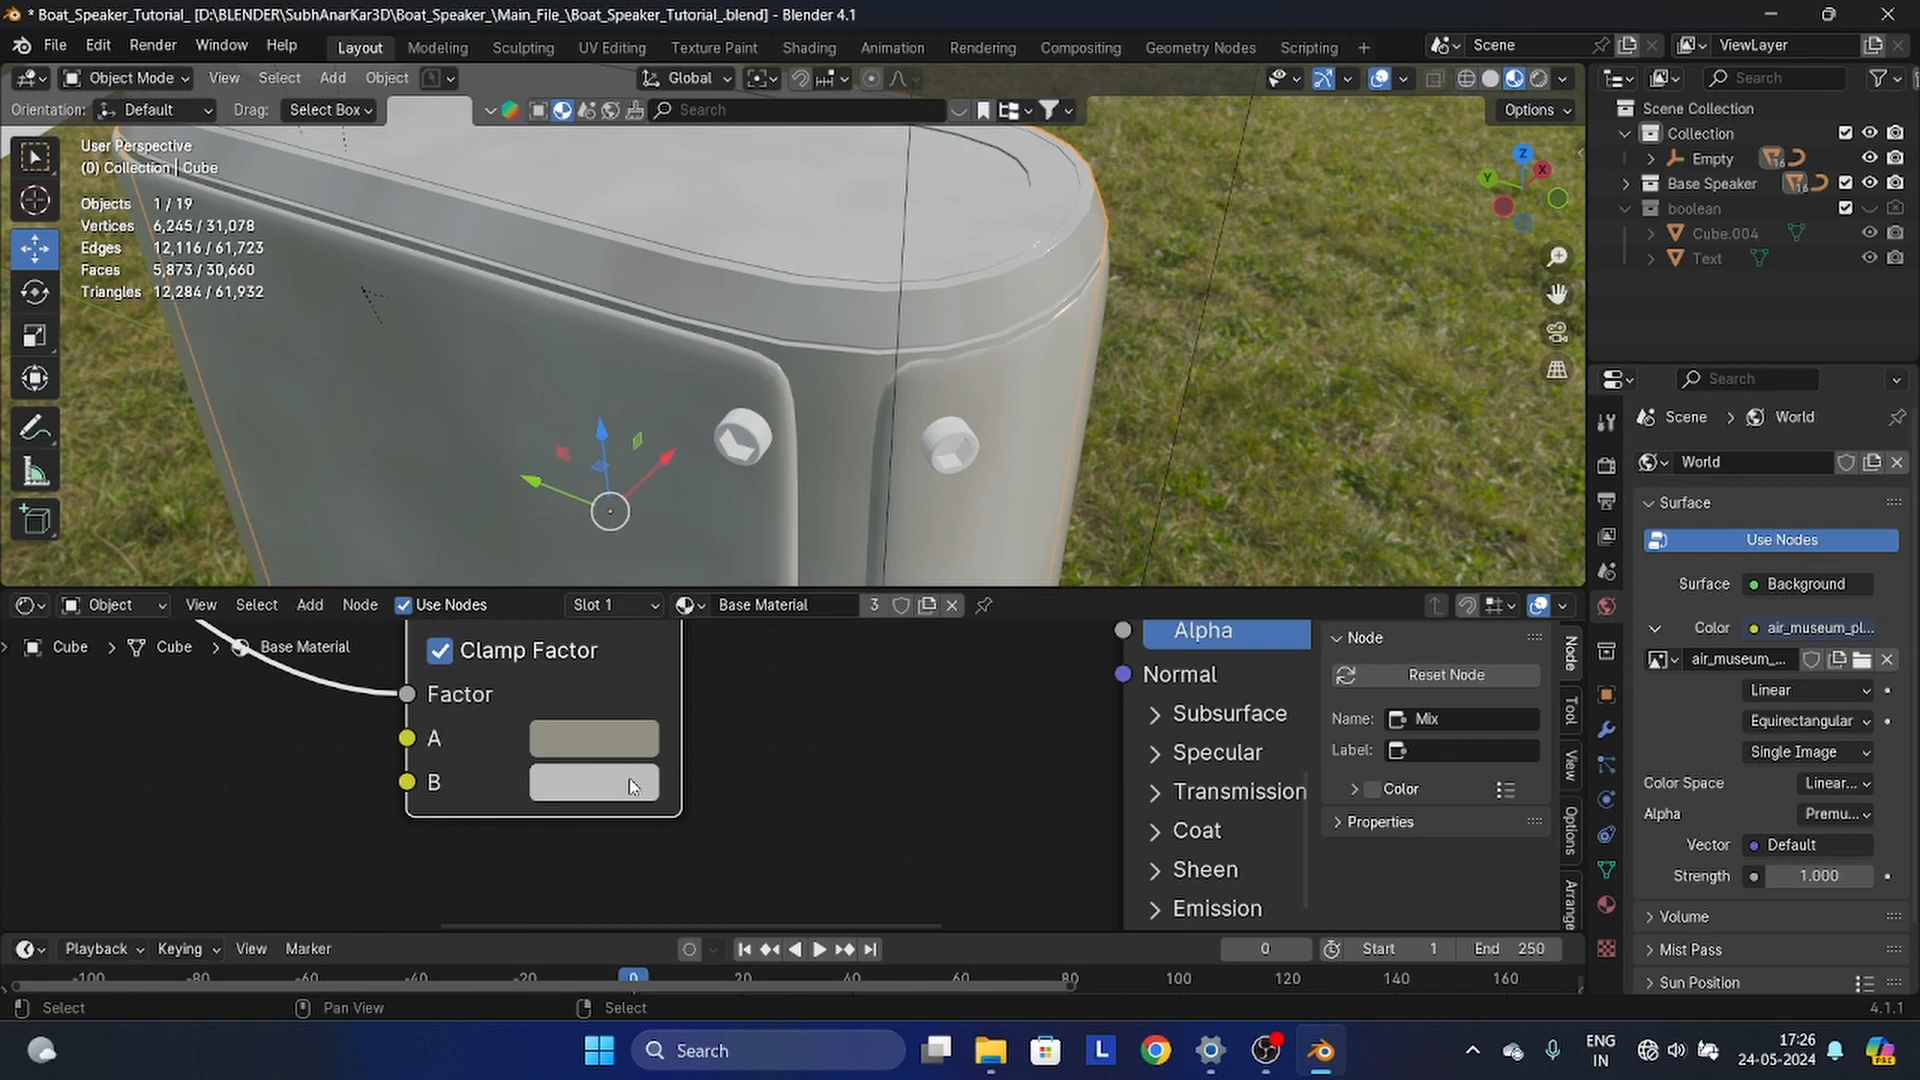 * Boat_Speaker_Tutorial_ [D:\BLENDER\SubhAnarKar3D\Boat_Speaker_\Main_File_\Boat_Speaker_Tutorial_.blend] - Blender 4.1
File Edit Render Window Help Layout Modeling Sculpting UV Editing Texture Paint Shading Animation Rendering Compositing Geometry Nodes Scripting + Scene ViewLayer
Object Mode View Select Add Object Global Search
Orientation: Default Drag: Select Box Search Options
Scene Collection
Collection
Empty 16
Base Speaker 16
boolean
Cube.004
Text
User Perspective
(0) Collection | Cube
Objects 1 / 19
Vertices 6,245 / 31,078
Edges 12,116 / 61,723
Faces 5,873 / 30,660
Triangles 12,284 / 61,932
Z X Y
Search
Scene > World
World
Surface
Use Nodes
Surface Background
Color air_museum_pl...
air_museum_...
Linear
Equirectangular
Single Image
Color Space Linear...
Alpha Premu...
Vector Default
Strength 1.000
Volume
Mist Pass
Sun Position
Object View Select Add Node Use Nodes Slot 1 Base Material 3
Cube > Cube > Base Material
Clamp Factor
Factor
A
B
Alpha
Normal
Subsurface
Specular
Transmission
Coat
Sheen
Emission
Node
Reset Node
Name: Mix
Label:
Color
Properties
Node
Tool
View
Options
Arrange
Playback Keying View Marker 0 Start 1 End 250
-100 -80 -60 -40 -20 0 20 40 60 80 100 120 140 160
Select Pan View Select 4.1.1
Search L ENG
IN
17:26
24-05-2024
PRE